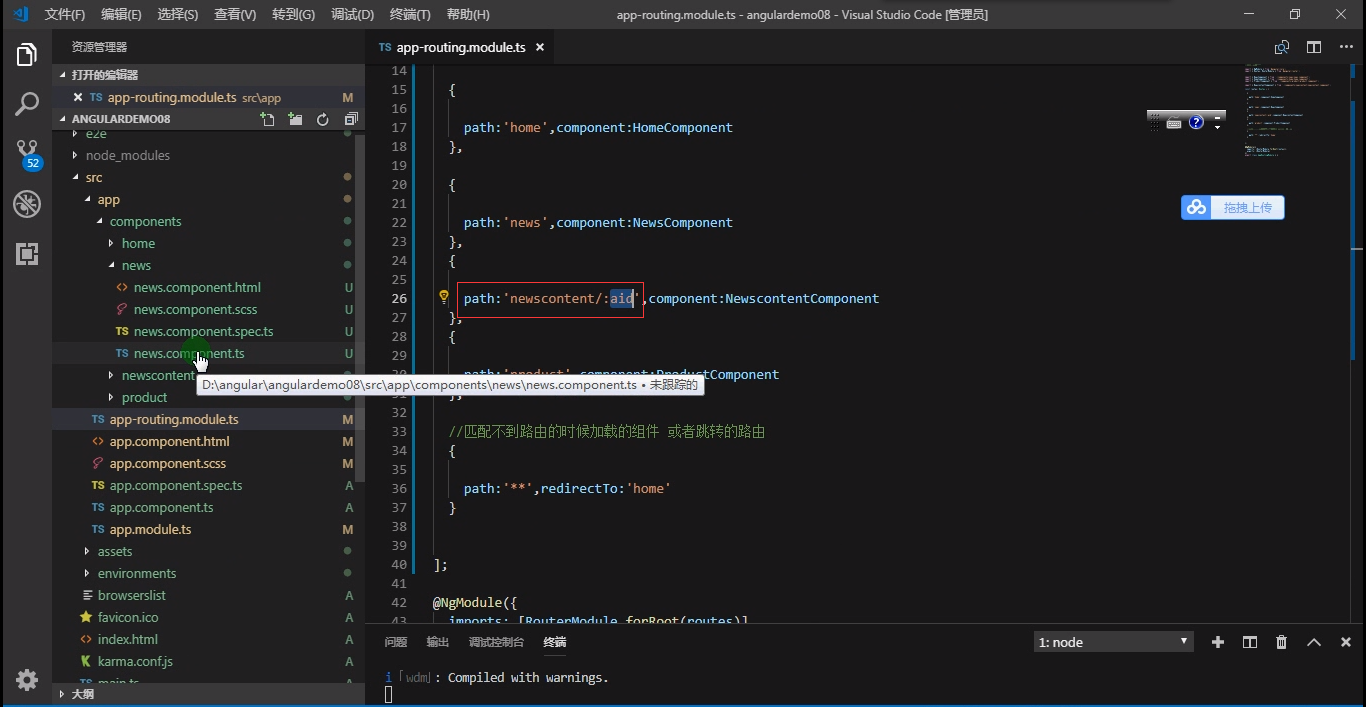 文件(F) 编辑(E) 选择(S) 查看(V) 转到(G) 调试(D) 终端(T) 帮助(H) app-routing.module.ts - angulardemo08 - Visual Studio Code [管理员]
资源管理器
打开的编辑器
TS app-routing.module.ts src\app M
ANGULARDEMO08
e2e
node_modules
src
app
components
home
news
<> news.component.html U
news.component.scss U
TS news.component.spec.ts U
TS news.component.ts U
newscontent
product
TS app-routing.module.ts M
<> app.component.html M
app.component.scss M
TS app.component.spec.ts A
TS app.component.ts A
TS app.module.ts M
assets
environments
browserslist A
favicon.ico A
<> index.html A
K karma.conf.js A
TS main.ts A
大纲
52
TS app-routing.module.ts
14
15 {
16
17 path:'home',component:HomeComponent
18 },
19
20 {
21
22 path:'news',component:NewsComponent
23 },
24 {
25
26 path:'newscontent/:aid',component:NewscontentComponent
27 },
28 {
29
30 path:'product',component:ProductComponent
D:\angular\angulardemo08\src\app\components\news\news.component.ts • 未跟踪的
31 },
32
33 //匹配不到路由的时候加载的组件 或者跳转的路由
34 {
35
36 path:'**',redirectTo:'home'
37 }
38
39
40 ];
41
42 @NgModule({
43 imports: [RouterModule.forRoot(routes)]
拖拽上传
问题 输出 调试控制台 终端 1: node
i「wdm」: Compiled with warnings.